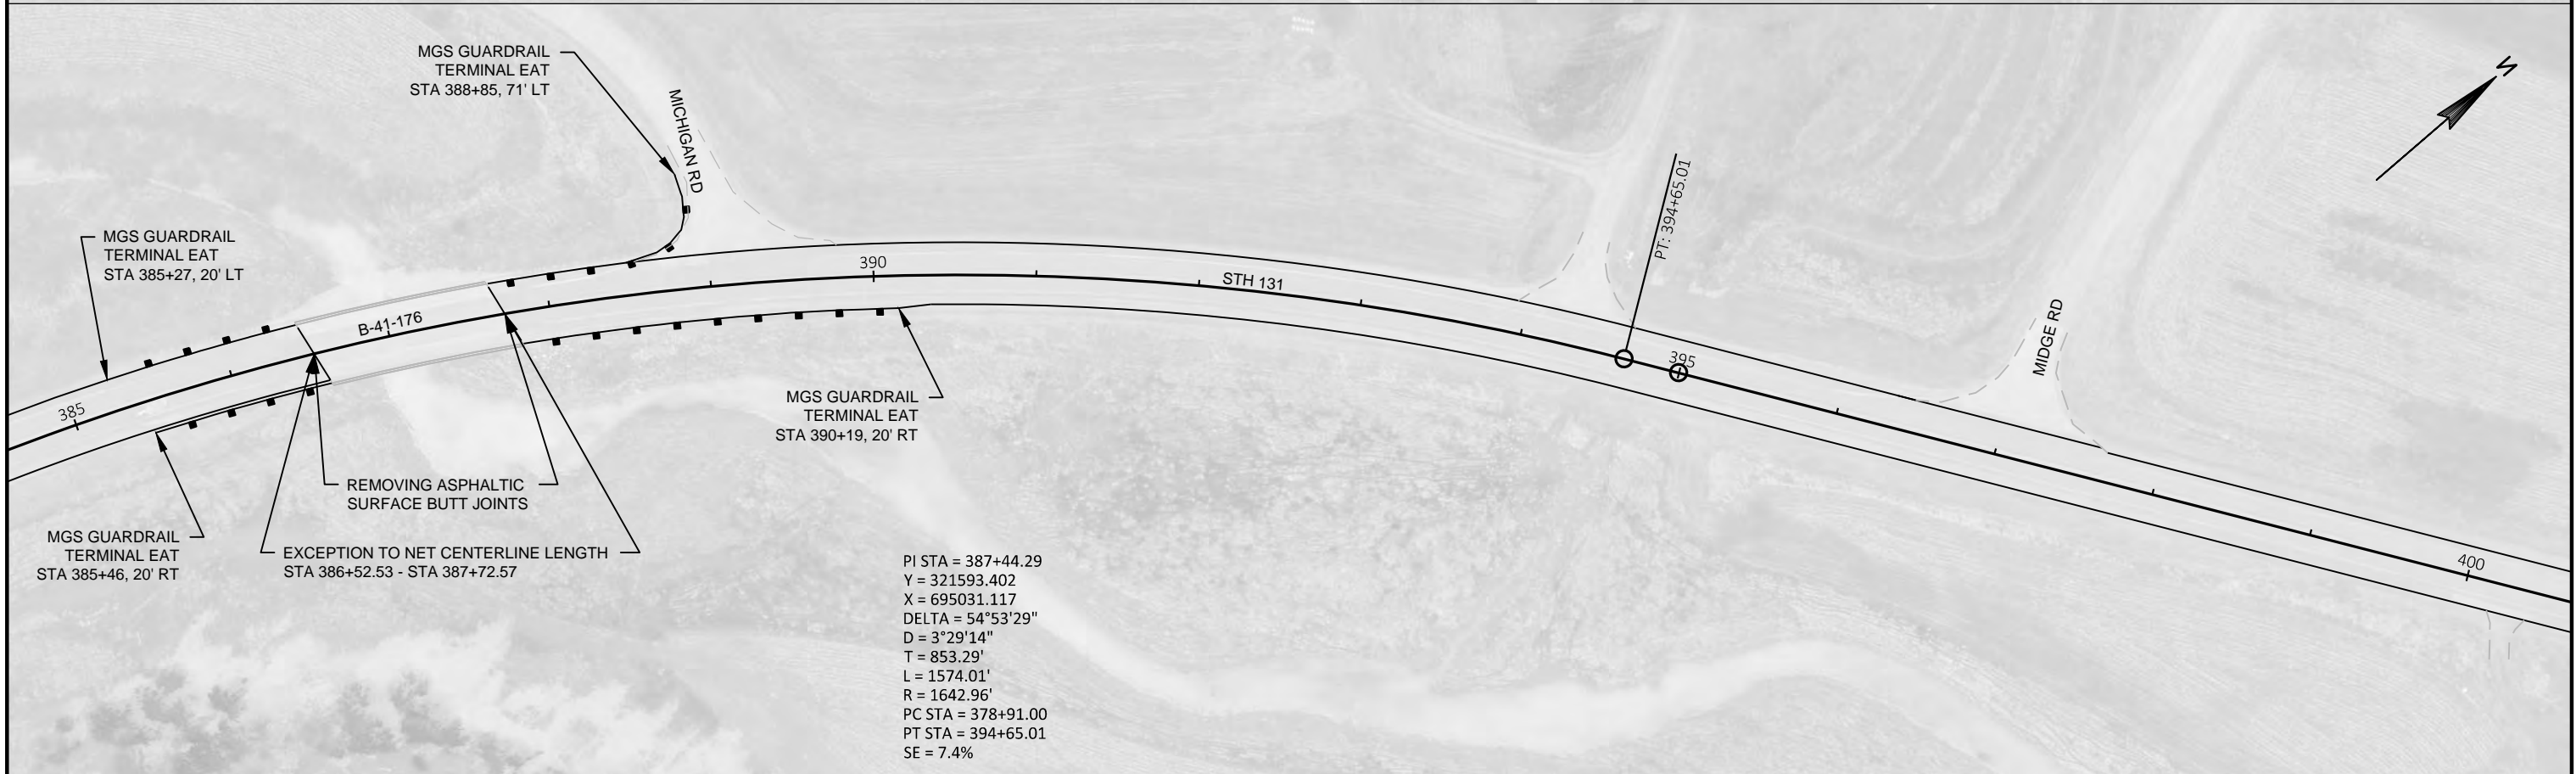 MGS GUARDRAIL
TERMINAL EAT
STA 388+85, 71' LT
MICHIGAN RD
N
PT: 394+65.01
MGS GUARDRAIL
TERMINAL EAT
STA 385+27, 20' LT
390
STH 131
B-41-176
MIDGE RD
395
385
MGS GUARDRAIL
TERMINAL EAT
STA 390+19, 20' RT
REMOVING ASPHALTIC
SURFACE BUTT JOINTS
MGS GUARDRAIL
TERMINAL EAT
STA 385+46, 20' RT
EXCEPTION TO NET CENTERLINE LENGTH
STA 386+52.53 - STA 387+72.57
400
PI STA = 387+44.29
Y = 321593.402
X = 695031.117
DELTA = 54°53'29"
D = 3°29'14"
T = 853.29'
L = 1574.01'
R = 1642.96'
PC STA = 378+91.00
PT STA = 394+65.01
SE = 7.4%